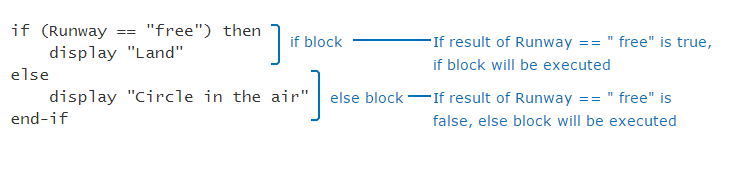 if (Runway == "free") then
    display "Land"
else
    display "Circle in the air"
end-if
if block
If result of Runway == " free" is true,
if block will be executed
else block
If result of Runway == " free" is
false, else block will be executed